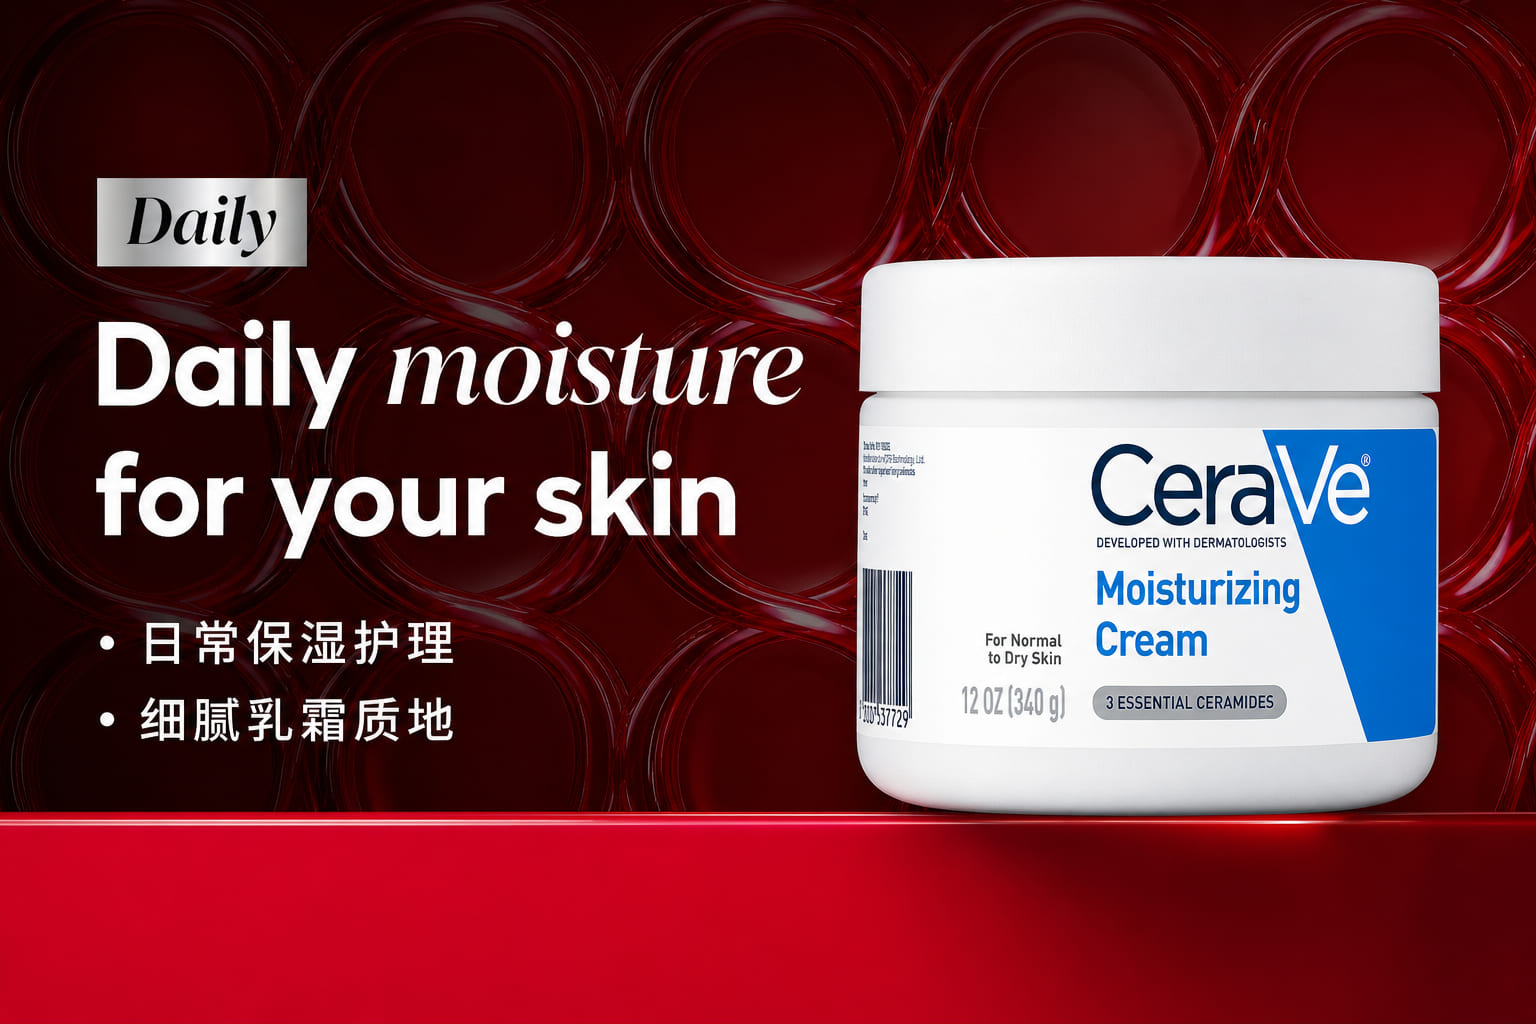 Daily
Daily moisture
for your skin
• 日常保湿护理
• 细腻乳霜质地
CeraVe®
DEVELOPED WITH DERMATOLOGISTS
Moisturizing
Cream
For Normal
to Dry Skin
12 OZ (340 g)
3 ESSENTIAL CERAMIDES